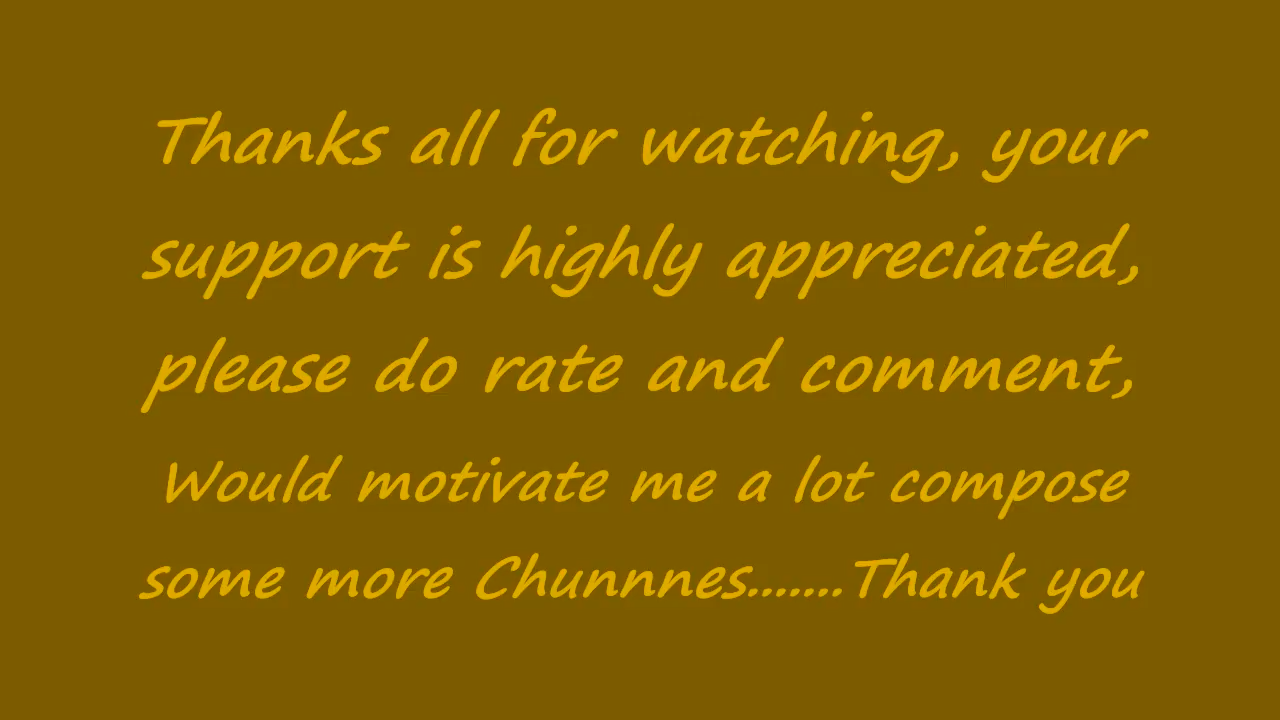 Thanks all for watching, your
support is highly appreciated,
please do rate and comment,
Would motivate me a lot compose
some more Chunnnes.......Thank you